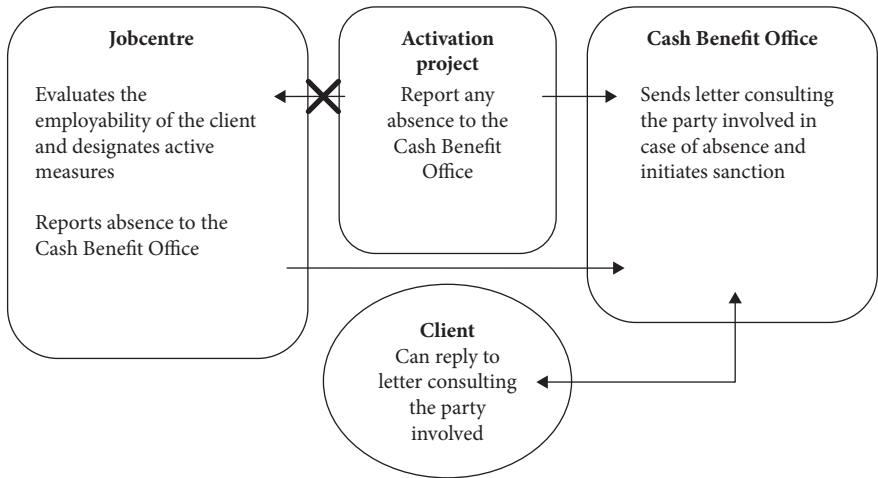 Jobcentre
Evaluates the
employability of the client
and designates active
measures
Reports absence to the
Cash Benefit Office
Activation
project
Report any
absence to the
Cash Benefit
Office
Cash Benefit Office
Sends letter consulting
the party involved in
case of absence and
initiates sanction
Client
Can reply to
letter consulting
the party
involved